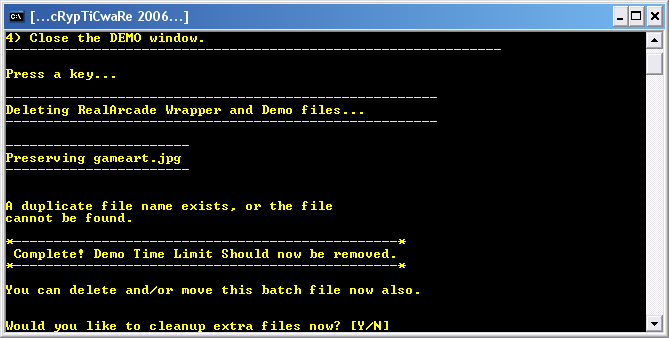 [...cRypTiCwaRe 2006...]
4) Close the DEMO window.
--------------------------------------------------------------
Press a key...
-----------------------------------------------------
Deleting RealArcade Wrapper and Demo files...
-----------------------------------------------------
-----------------------
Preserving gameart.jpg
-----------------------
A duplicate file name exists, or the file
cannot be found.
*------------------------------------------------*
Complete! Demo Time Limit Should now be removed.
*------------------------------------------------*
You can delete and/or move this batch file now also.
Would you like to cleanup extra files now? [Y/N]